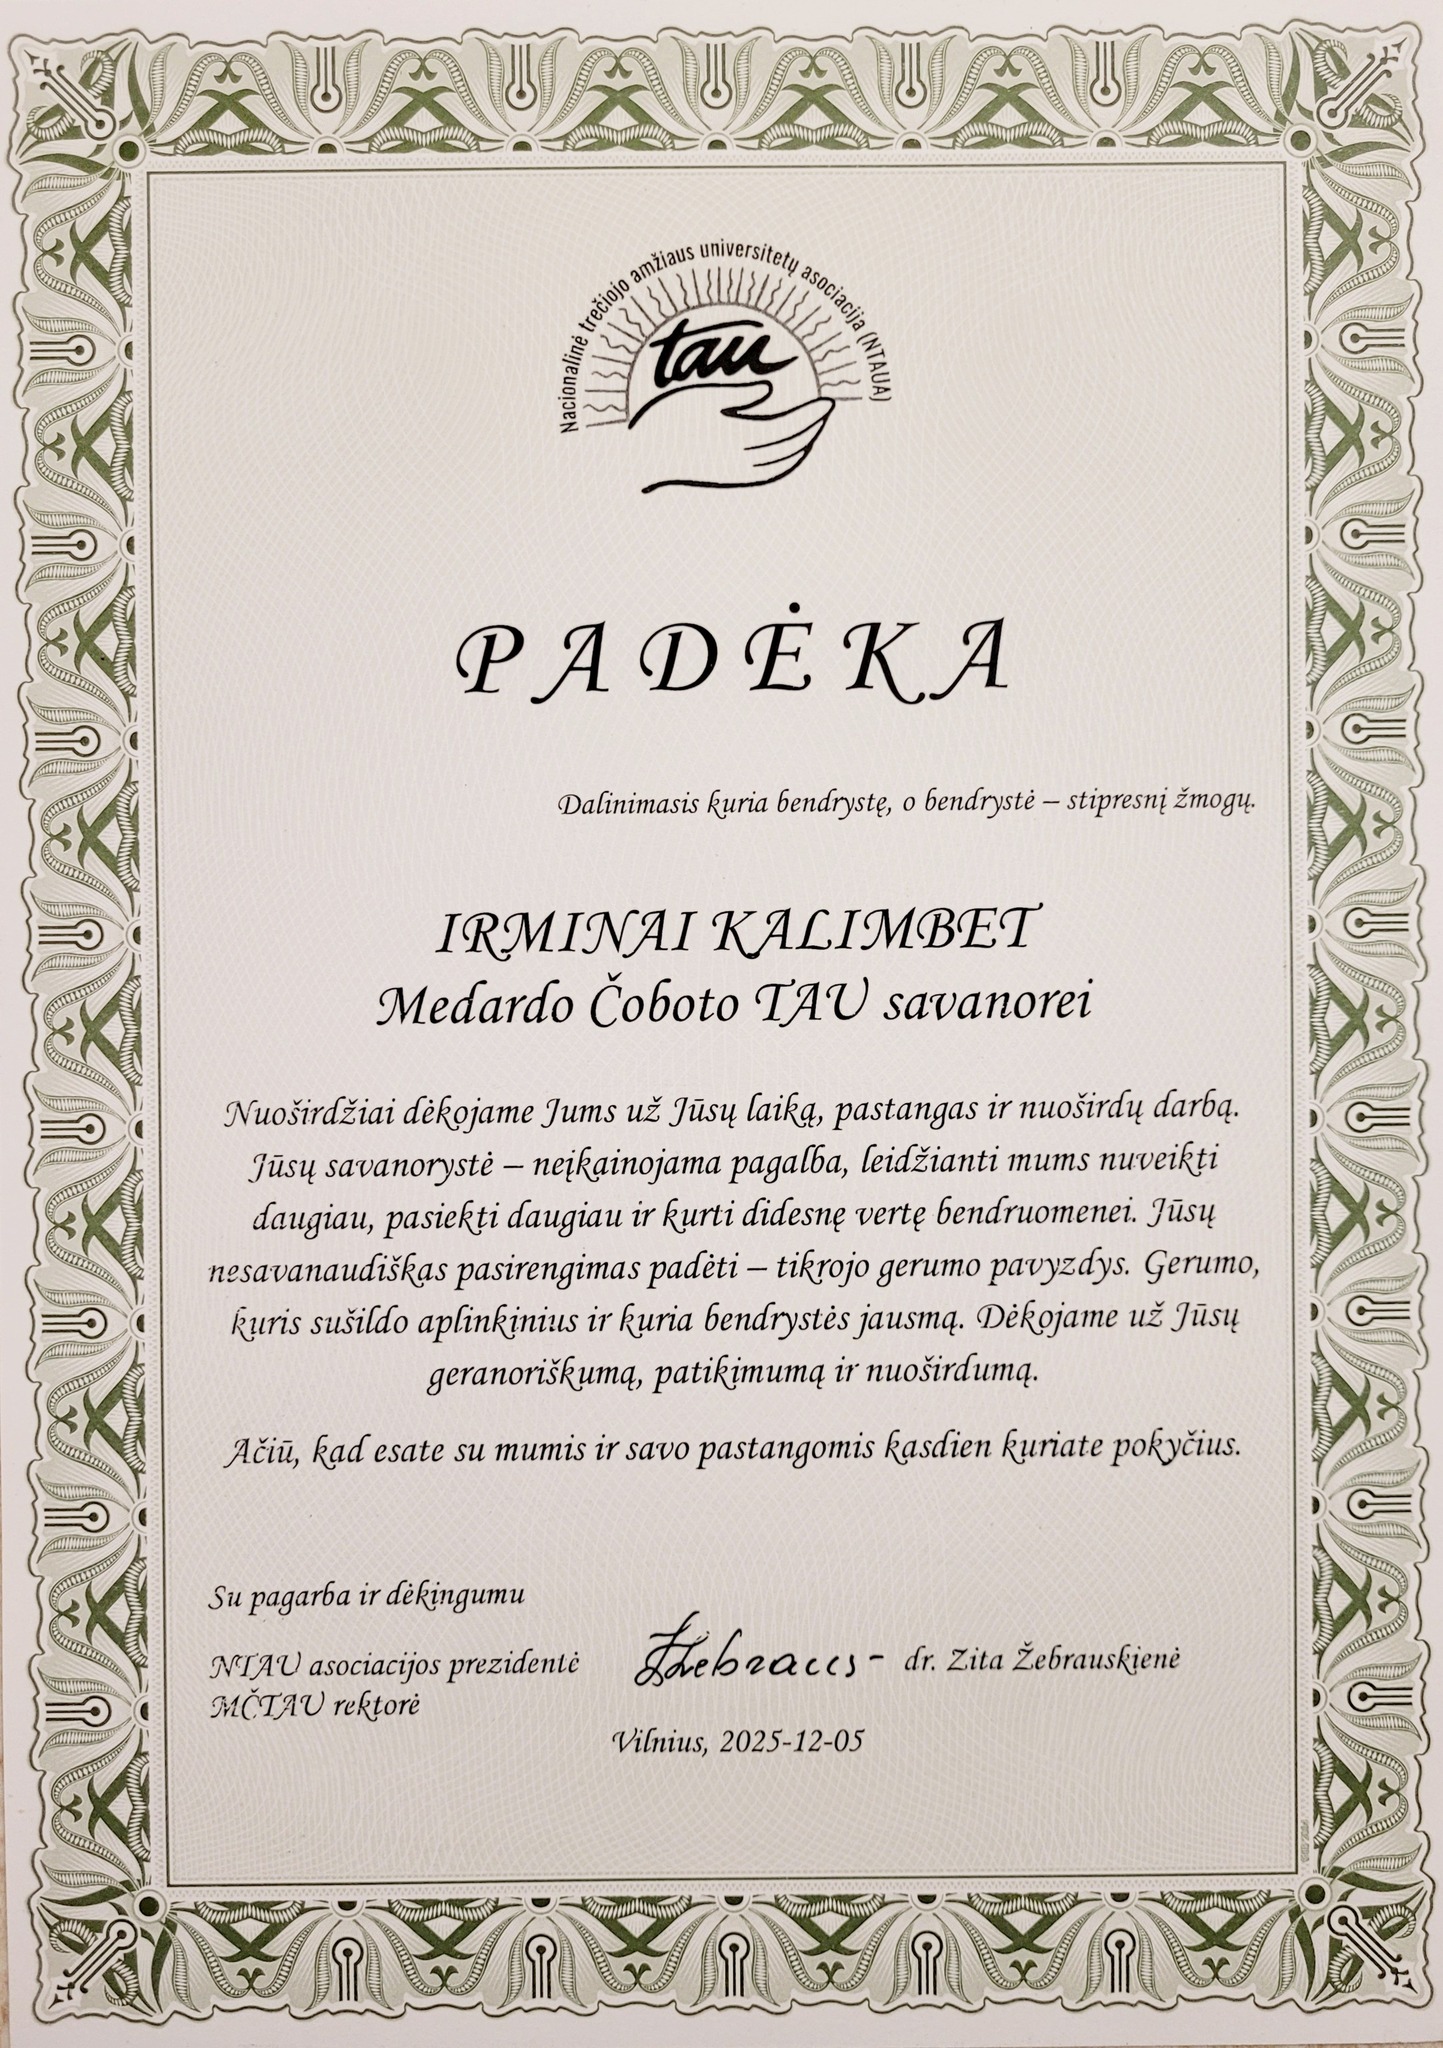 Nacionalinė trečiojo amžiaus universitetų asociacija (NTAUA)
tau
PADĖKA
Dalinimasis kuria bendrystę, o bendrystė – stipresnį žmogų.
IRMINAI KALIMBET
Medardo Čoboto TAU savanorei
Nuoširdžiai dėkojame Jums už Jūsų laiką, pastangas ir nuoširdų darbą.
Jūsų savanorystė – neįkainojama pagalba, leidžianti mums nuveikti
daugiau, pasiekti daugiau ir kurti didesnę vertę bendruomenei. Jūsų
nesavanaudiškas pasirengimas padėti – tikrojo gerumo pavyzdys. Gerumo,
kuris sušildo aplinkinius ir kuria bendrystės jausmą. Dėkojame už Jūsų
geranoriškumą, patikimumą ir nuoširdumą.
Ačiū, kad esate su mumis ir savo pastangomis kasdien kuriate pokyčius.
Su pagarba ir dėkingumu
NTAU asociacijos prezidentė dr. Zita Žebrauskienė
MČTAU rektorė
Vilnius, 2025-12-05